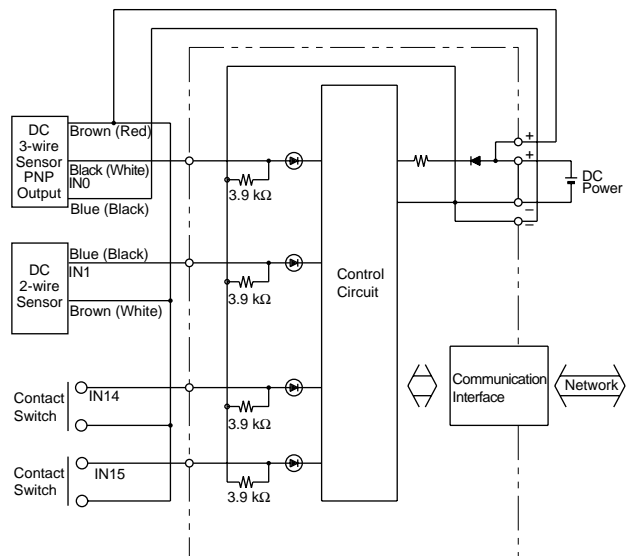 DC
3-wire
Sensor
PNP
Output
Brown (Red)
Black (White)
IN0
Blue (Black)
3.9 kΩ
DC
2-wire
Sensor
Blue (Black)
IN1
Brown (White)
3.9 kΩ
Control
Circuit
+
+
−
−
DC
Power
Contact
Switch
IN14
3.9 kΩ
Communication
Interface
Network
Contact
Switch
IN15
3.9 kΩ